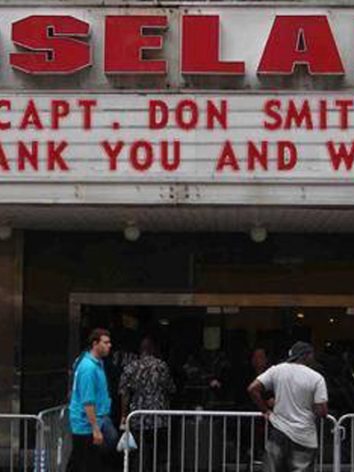 SELA
CAPT. DON SMIT
ANK YOU AND W